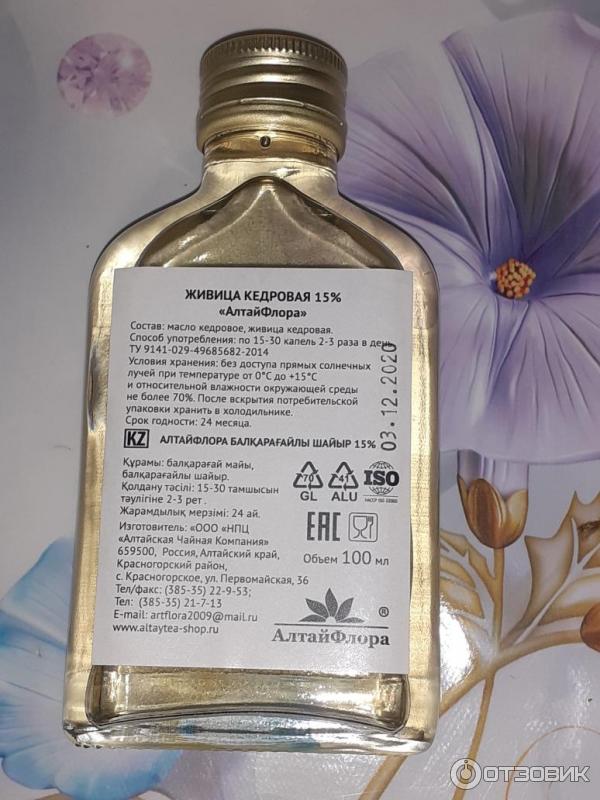 ЖИВИЦА КЕДРОВАЯ 15%
«АлтайФлора»
Состав: масло кедровое, живица кедровая.
Способ употребления: по 15-30 капель 2-3 раза в день
ТУ 9141-029-49685682-2014
Условия хранения: без доступа прямых солнечных
лучей при температуре от 0°C до +15°C
и относительной влажности окружающей среды
не более 70%. После вскрытия потребительской
упаковки хранить в холодильнике.
Срок годности: 24 месяца.
03.12.2020
KZ АЛТАЙФЛОРА БАЛҚАРАҒАЙЛЫ ШАЙЫР 15%
Құрамы: балқарағай майы,
балқарағайлы шайыр.
Қолдану тәсілі: 15-30 тамшысын
тәулігіне 2-3 рет .
Жарамдылық мерзімі: 24 ай.
70 GL 41 ALU ISO
НАССР ISO 22000
EAC
Объем 100 мл
Изготовитель: «ООО «НПЦ
«Алтайская Чайная Компания»
659500, Россия, Алтайский край,
Красногорский район,
с. Красногорское, ул. Первомайская, 36
Тел/факс: (385-35) 22-9-53;
Тел: (385-35) 21-7-13
E-mail: artflora2009@mail.ru
www.altaytea-shop.ru
®
АлтайФлора
ОТЗОВИК